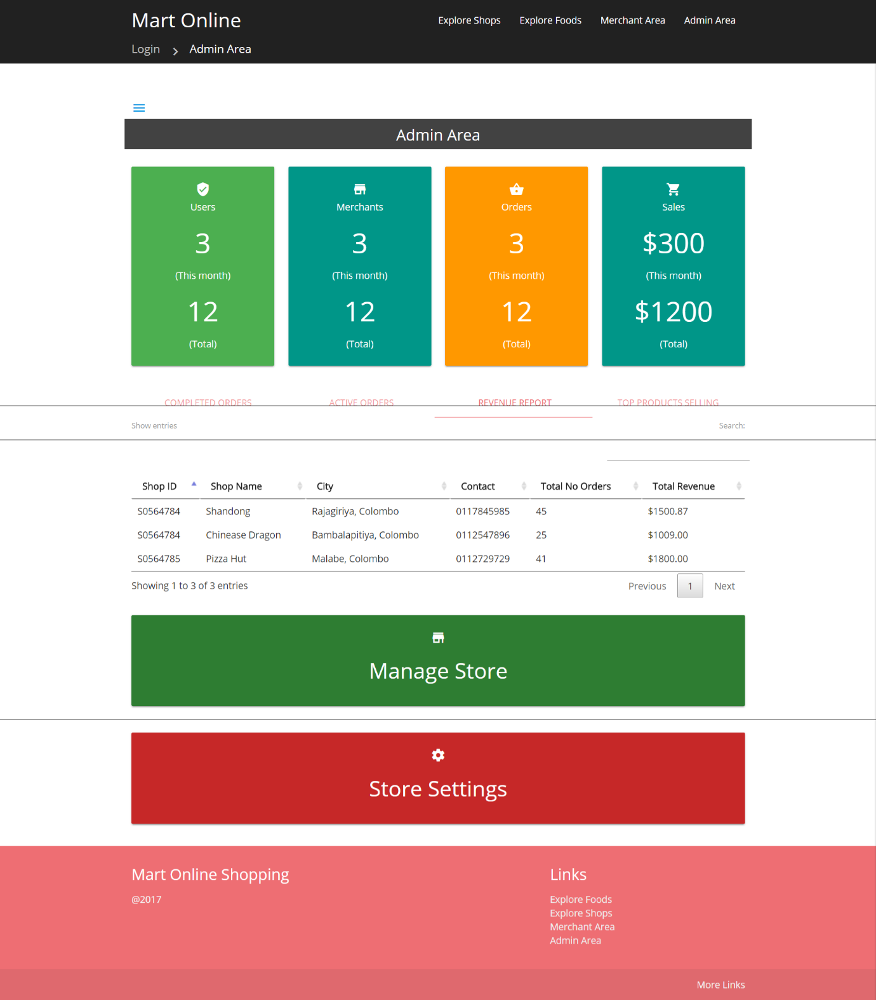 Mart Online
Explore Shops Explore Foods Merchant Area Admin Area
Login Admin Area
Admin Area
Users Merchants Orders Sales
3 3 3 $300
(This month) (This month) (This month) (This month)
12 12 12 $1200
(Total) (Total) (Total) (Total)
COMPLETED ORDERS ACTIVE ORDERS REVENUE REPORT TOP PRODUCTS SELLING
Show entries Search:
Shop ID Shop Name City Contact Total No Orders Total Revenue
S0564784 Shandong Rajagiriya, Colombo 0117845985 45 $1500.87
S0564784 Chinease Dragon Bambalapitiya, Colombo 0112547896 25 $1009.00
S0564785 Pizza Hut Malabe, Colombo 0112729729 41 $1800.00
Showing 1 to 3 of 3 entries Previous 1 Next
Manage Store
Store Settings
Mart Online Shopping
@2017
Links
Explore Foods
Explore Shops
Merchant Area
Admin Area
More Links